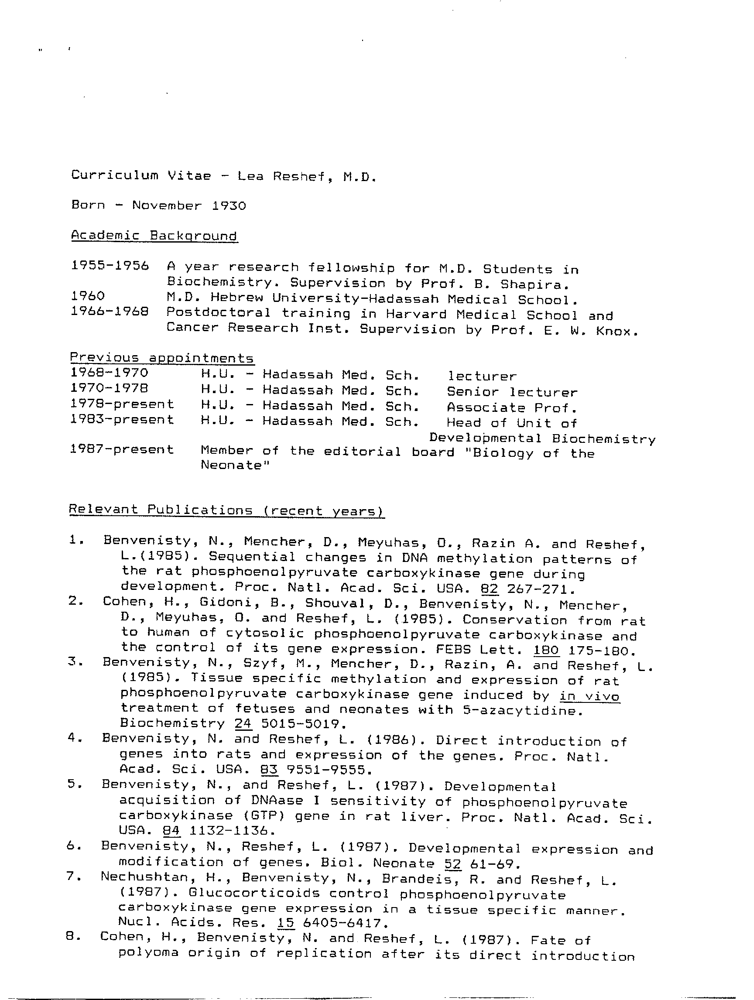 Curriculum Vitae - Lea Reshef, M.D.
Born - November 1930
Academic Background
1955-1956 A year research fellowship for M.D. Students in
Biochemistry. Supervision by Prof. B. Shapira.
1960 M.D. Hebrew University-Hadassah Medical School.
1966-1968 Postdoctoral training in Harvard Medical School and
Cancer Research Inst. Supervision by Prof. E. W. Knox.
Previous appointments
1968-1970 H.U. - Hadassah Med. Sch. lecturer
1970-1978 H.U. - Hadassah Med. Sch. Senior lecturer
1978-present H.U. - Hadassah Med. Sch. Associate Prof.
1983-present H.U. - Hadassah Med. Sch. Head of Unit of
Developmental Biochemistry
1987-present Member of the editorial board "Biology of the
Neonate"
Relevant Publications (recent years)
1. Benvenisty, N., Mencher, D., Meyuhas, O., Razin A. and Reshef,
L.(1985). Sequential changes in DNA methylation patterns of
the rat phosphoenolpyruvate carboxykinase gene during
development. Proc. Natl. Acad. Sci. USA. 82 267-271.
2. Cohen, H., Gidoni, B., Shouval, D., Benvenisty, N., Mencher,
D., Meyuhas, O. and Reshef, L. (1985). Conservation from rat
to human of cytosolic phosphoenolpyruvate carboxykinase and
the control of its gene expression. FEBS Lett. 180 175-180.
3. Benvenisty, N., Szyf, M., Mencher, D., Razin, A. and Reshef, L.
(1985). Tissue specific methylation and expression of rat
phosphoenolpyruvate carboxykinase gene induced by in vivo
treatment of fetuses and neonates with 5-azacytidine.
Biochemistry 24 5015-5019.
4. Benvenisty, N. and Reshef, L. (1986). Direct introduction of
genes into rats and expression of the genes. Proc. Natl.
Acad. Sci. USA. 83 9551-9555.
5. Benvenisty, N., and Reshef, L. (1987). Developmental
acquisition of DNAase I sensitivity of phosphoenolpyruvate
carboxykinase (GTP) gene in rat liver. Proc. Natl. Acad. Sci.
USA. 84 1132-1136.
6. Benvenisty, N., Reshef, L. (1987). Developmental expression and
modification of genes. Biol. Neonate 52 61-69.
7. Nechushtan, H., Benvenisty, N., Brandeis, R. and Reshef, L.
(1987). Glucocorticoids control phosphoenolpyruvate
carboxykinase gene expression in a tissue specific manner.
Nucl. Acids. Res. 15 6405-6417.
8. Cohen, H., Benvenisty, N. and Reshef, L. (1987). Fate of
polyoma origin of replication after its direct introduction